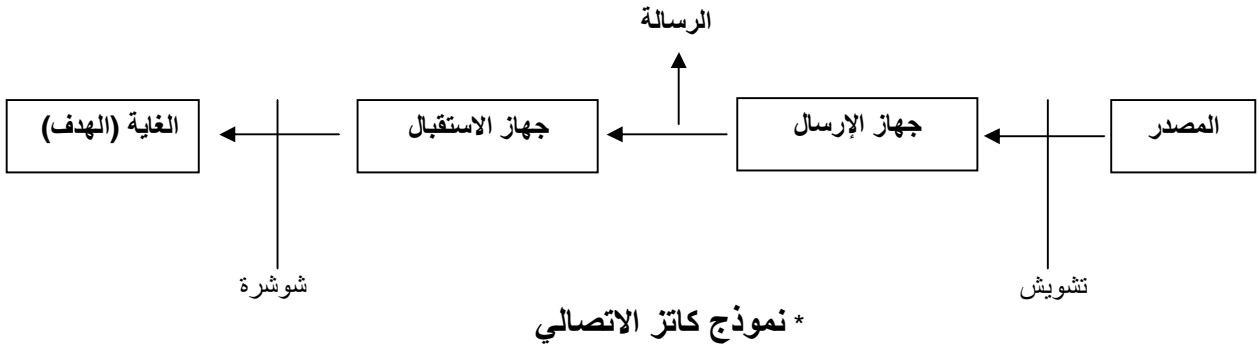 الرسالة
المصدر
جهاز الإرسال
جهاز الاستقبال
الغاية (الهدف)
تشويش
شوشرة
* نموذج كاتز الاتصالي